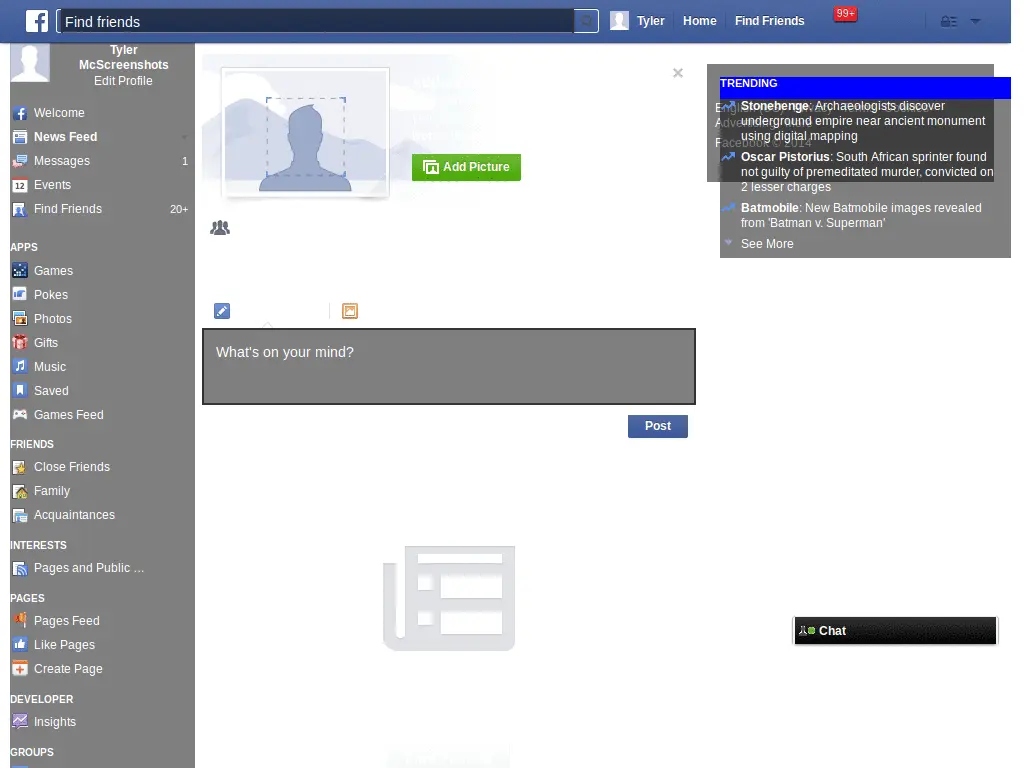 Find friends
Tyler
Home
Find Friends
99+
Tyler
McScreenshots
Edit Profile
Welcome
News Feed
Messages 1
12 Events
Find Friends 20+
APPS
Games
Pokes
Photos
Gifts
Music
Saved
Games Feed
FRIENDS
Close Friends
Family
Acquaintances
INTERESTS
Pages and Public ...
PAGES
Pages Feed
Like Pages
Create Page
DEVELOPER
Insights
GROUPS
Add Picture
What's on your mind?
Post
TRENDING
Stonehenge: Archaeologists discover
underground empire near ancient monument
using digital mapping
Oscar Pistorius: South African sprinter found
not guilty of premeditated murder, convicted on
2 lesser charges
Batmobile: New Batmobile images revealed
from 'Batman v. Superman'
See More
Facebook © 2014
Chat